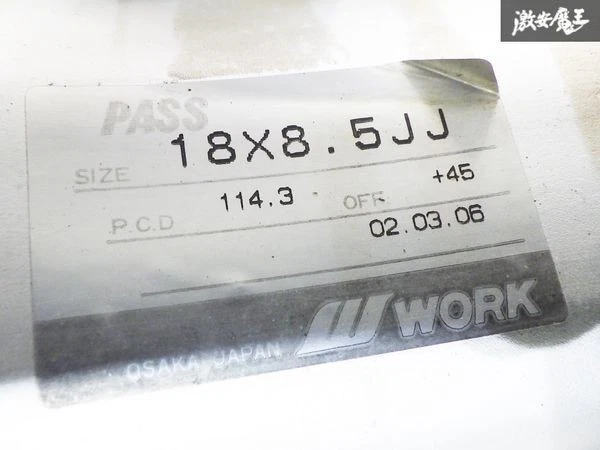 激安魔王
PASS
SIZE 18X8.5JJ
P.C.D 114.3 OFF +45
02.03.06
WORK
OSAKA JAPAN